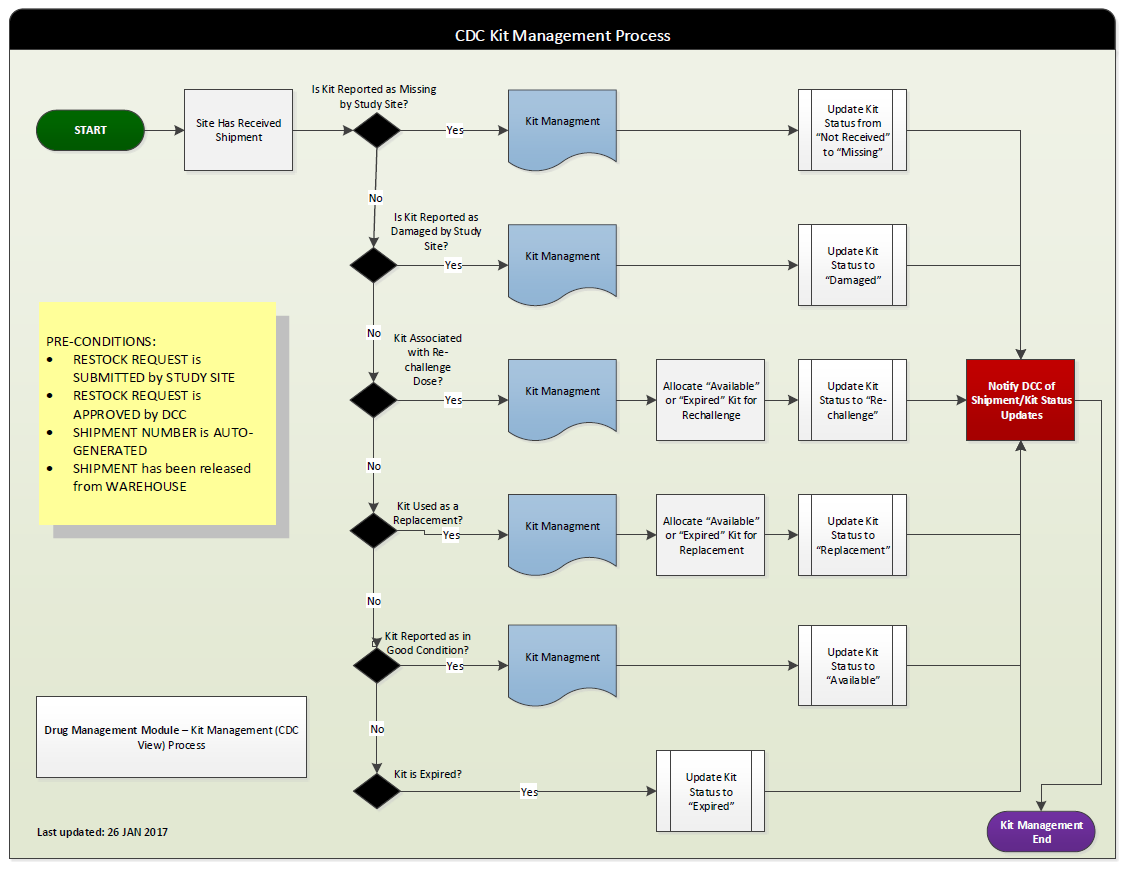 CDC Kit Management Process
START
Site Has Received
Shipment
Is Kit Reported as Missing
by Study Site?
Yes
Kit Managment
Update Kit
Status from
“Not Received”
to “Missing”
No
Is Kit Reported as
Damaged by Study
Site?
Yes
Kit Managment
Update Kit
Status to
“Damaged”
No
PRE-CONDITIONS:
• RESTOCK REQUEST is
SUBMITTED by STUDY SITE
• RESTOCK REQUEST is
APPROVED by DCC
• SHIPMENT NUMBER is AUTO-
GENERATED
• SHIPMENT has been released
from WAREHOUSE
Kit Associated
with Re-
challenge
Dose?
Yes
Kit Managment
Allocate “Available”
or “Expired” Kit for
Rechallenge
Update Kit
Status to “Re-
challenge”
Notify DCC of
Shipment/Kit Status
Updates
No
Kit Used as a
Replacement?
Yes
Kit Managment
Allocate “Available”
or “Expired” Kit for
Replacement
Update Kit
Status to
“Replacement”
No
Kit Reported as in
Good Condition?
Yes
Kit Managment
Update Kit
Status to
“Available”
No
Drug Management Module – Kit Management (CDC
View) Process
Kit is Expired?
Yes
Update Kit
Status to
“Expired”
Kit Management
End
Last updated: 26 JAN 2017